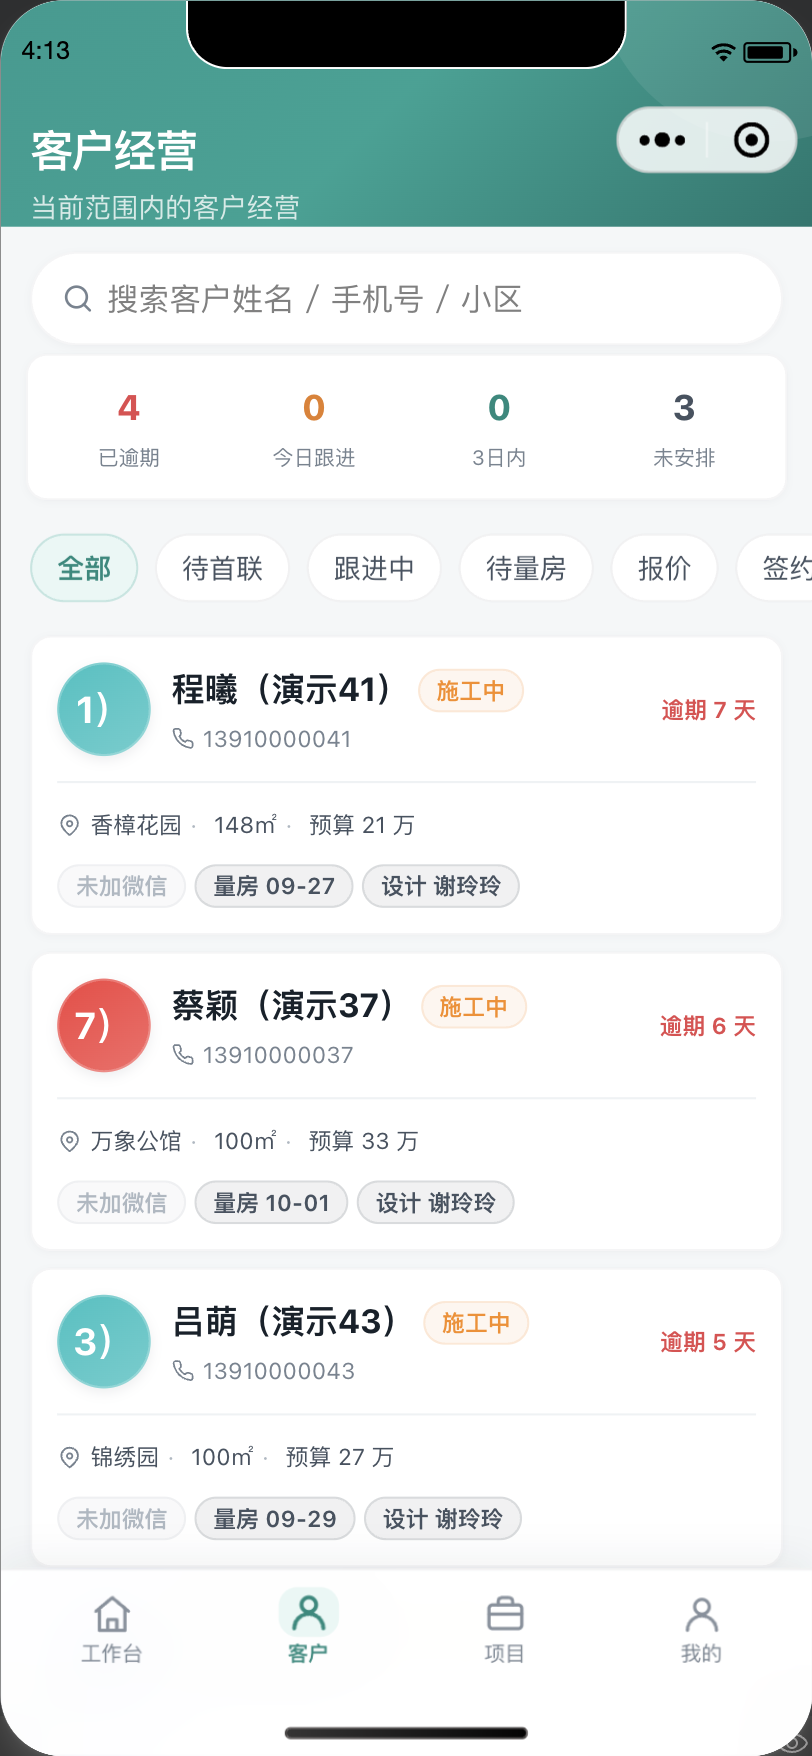 4:13
客户经营
当前范围内的客户经营
搜索客户姓名 / 手机号 / 小区
4 0 0 3
已逾期 今日跟进 3日内 未安排
全部 待首联 跟进中 待量房 报价 签约
1) 程曦（演示41） 施工中 逾期 7 天
13910000041
香樟花园 · 148㎡ · 预算 21 万
未加微信 量房 09-27 设计 谢玲玲
7) 蔡颖（演示37） 施工中 逾期 6 天
13910000037
万象公馆 · 100㎡ · 预算 33 万
未加微信 量房 10-01 设计 谢玲玲
3) 吕萌（演示43） 施工中 逾期 5 天
13910000043
锦绣园 · 100㎡ · 预算 27 万
未加微信 量房 09-29 设计 谢玲玲
工作台 客户 项目 我的